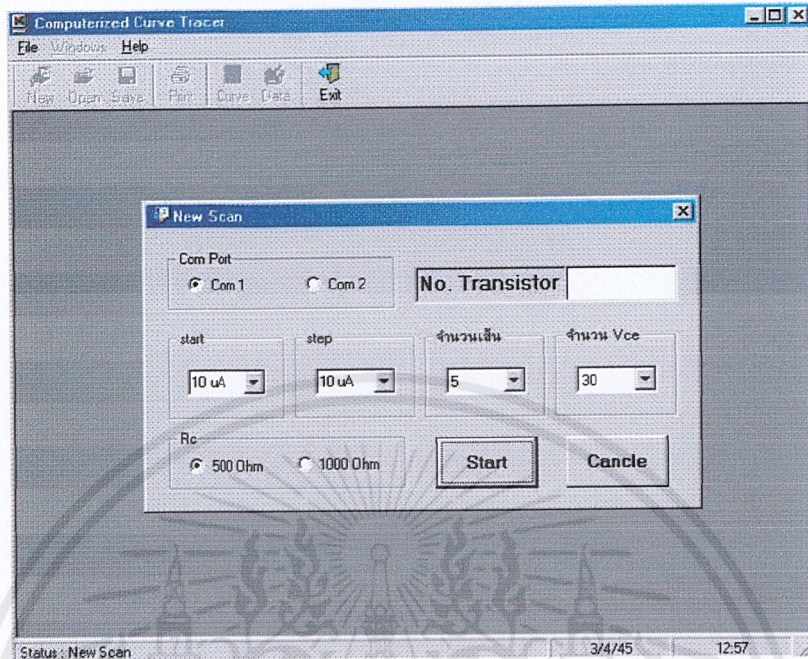 Computerized Curve Tracer
File Windows Help
New Open Save Print Curve Data Exit
New Scan
Com Port
Com 1 Com 2
No. Transistor
start step จำนวนเส้น จำนวน Vce
10 uA 10 uA 5 30
Rc
500 Ohm 1000 Ohm
Start Cancle
Status : New Scan 3/4/45 12:57